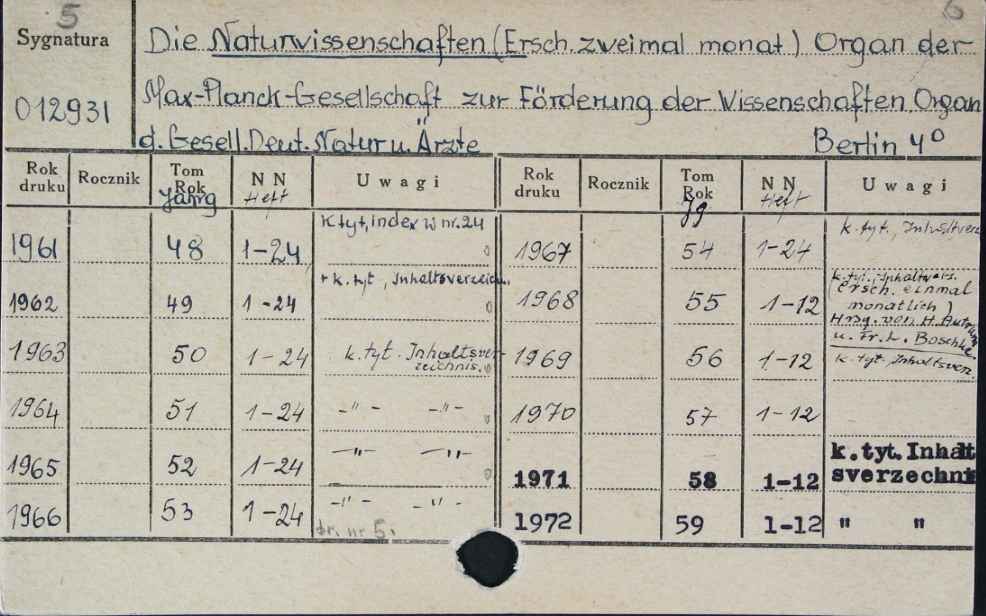 5
6
Sygnatura
012931
Die Naturwissenschaften (Ersch. zweimal monat) Organ der
Max-Planck-Gesellschaft zur Förderung der Wissenschaften, Organ
d. Gesell. Deut. Natur u. Ärzte Berlin 4°
Rok druku Rocznik Tom Rok Jahrg NN Heft Uwagi Rok druku Rocznik Tom Rok Jg NN Heft Uwagi
1961 48 1-24 k tyt, index w nr. 24
1962 49 1-24 + k. tyt, Inhaltsverzeichn.
1963 50 1-24 k. tyt. Inhaltsverzeichnis.
1964 51 1-24 -"- -"-
1965 52 1-24 -"- -"-
1966 53 1-24 -"- -"-
br. nr 5.
1967 54 1-24 k. tyt., Inhaltverz
1968 55 1-12 k. tyt., Inhaltverz. (ersch. einmal monatlich) Hrsg. von H. Autrum u. Fr. L. Boschke
1969 56 1-12 k. tyt. Inhaltsverz.
1970 57 1-12
1971 58 1-12 k. tyt. Inhaltsverzechnis
1972 59 1-12 " "